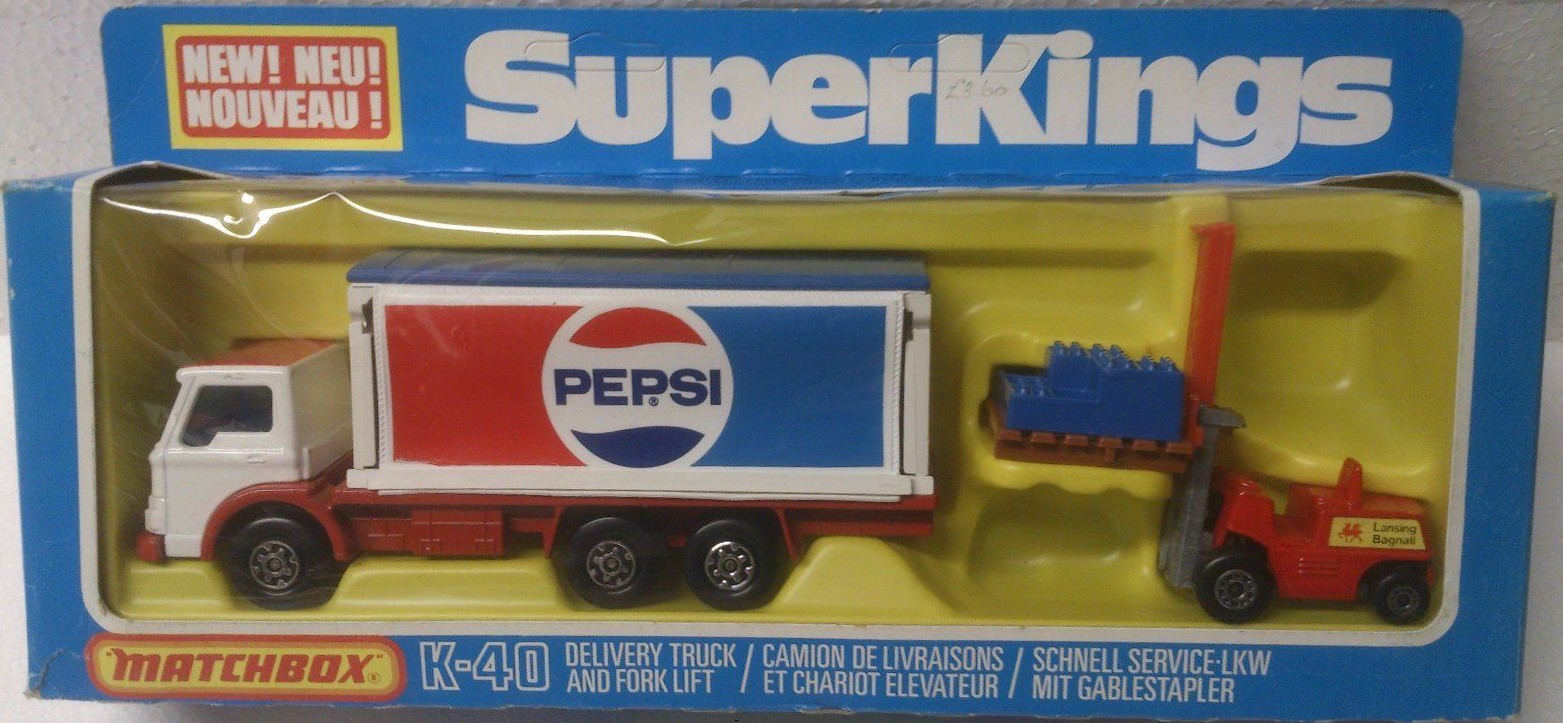 NEW! NEU!
NOUVEAU!
SuperKings
£3.60
PEPSI®
Lansing
Bagnall
"MATCHBOX"®
K-40
DELIVERY TRUCK
AND FORK LIFT
/ CAMION DE LIVRAISONS
ET CHARIOT ELEVATEUR
/ SCHNELL SERVICE·LKW
MIT GABLESTAPLER